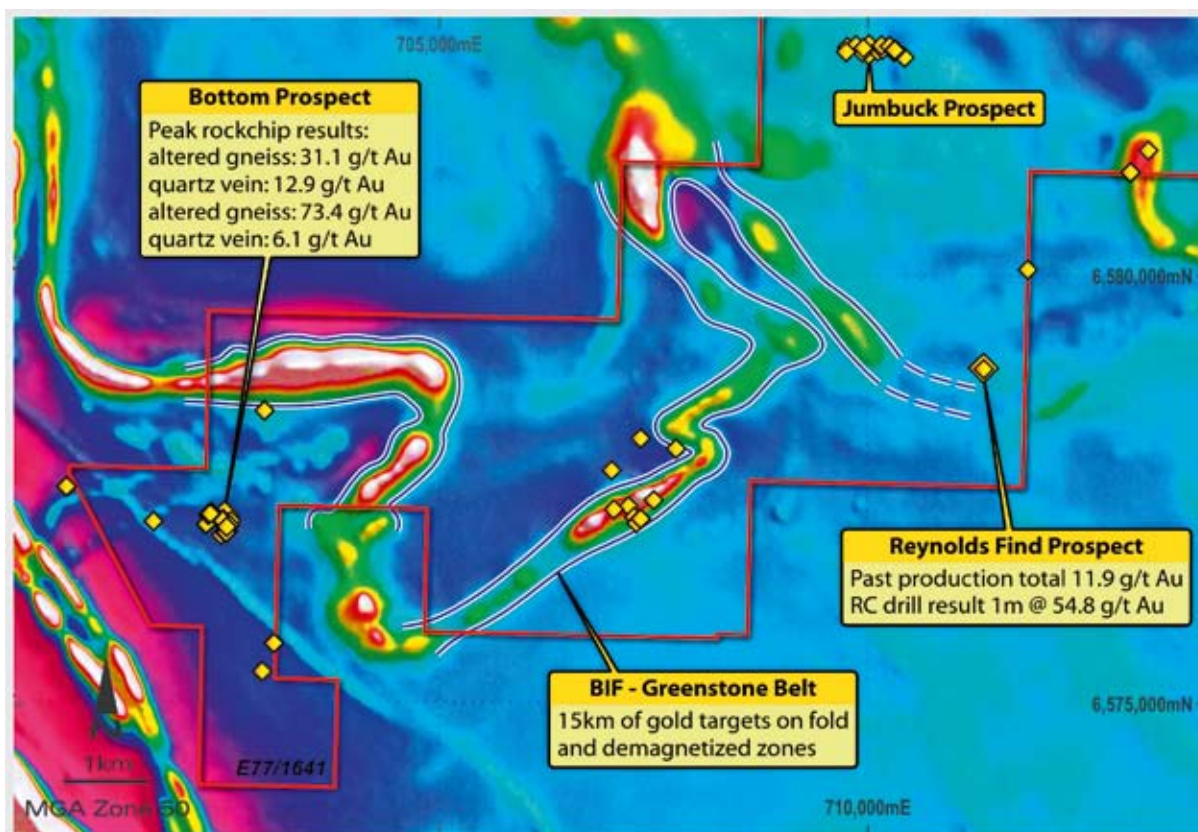 705,000mE
Bottom Prospect
Peak rockchip results:
altered gneiss: 31.1 g/t Au
quartz vein: 12.9 g/t Au
altered gneiss: 73.4 g/t Au
quartz vein: 6.1 g/t Au
Jumbuck Prospect
6,580,000mN
Reynolds Find Prospect
Past production total 11.9 g/t Au
RC drill result 1m @ 54.8 g/t Au
BIF - Greenstone Belt
15km of gold targets on fold
and demagnetized zones
6,575,000mN
1km
E77/1641
MGA Zone 50
710,000mE